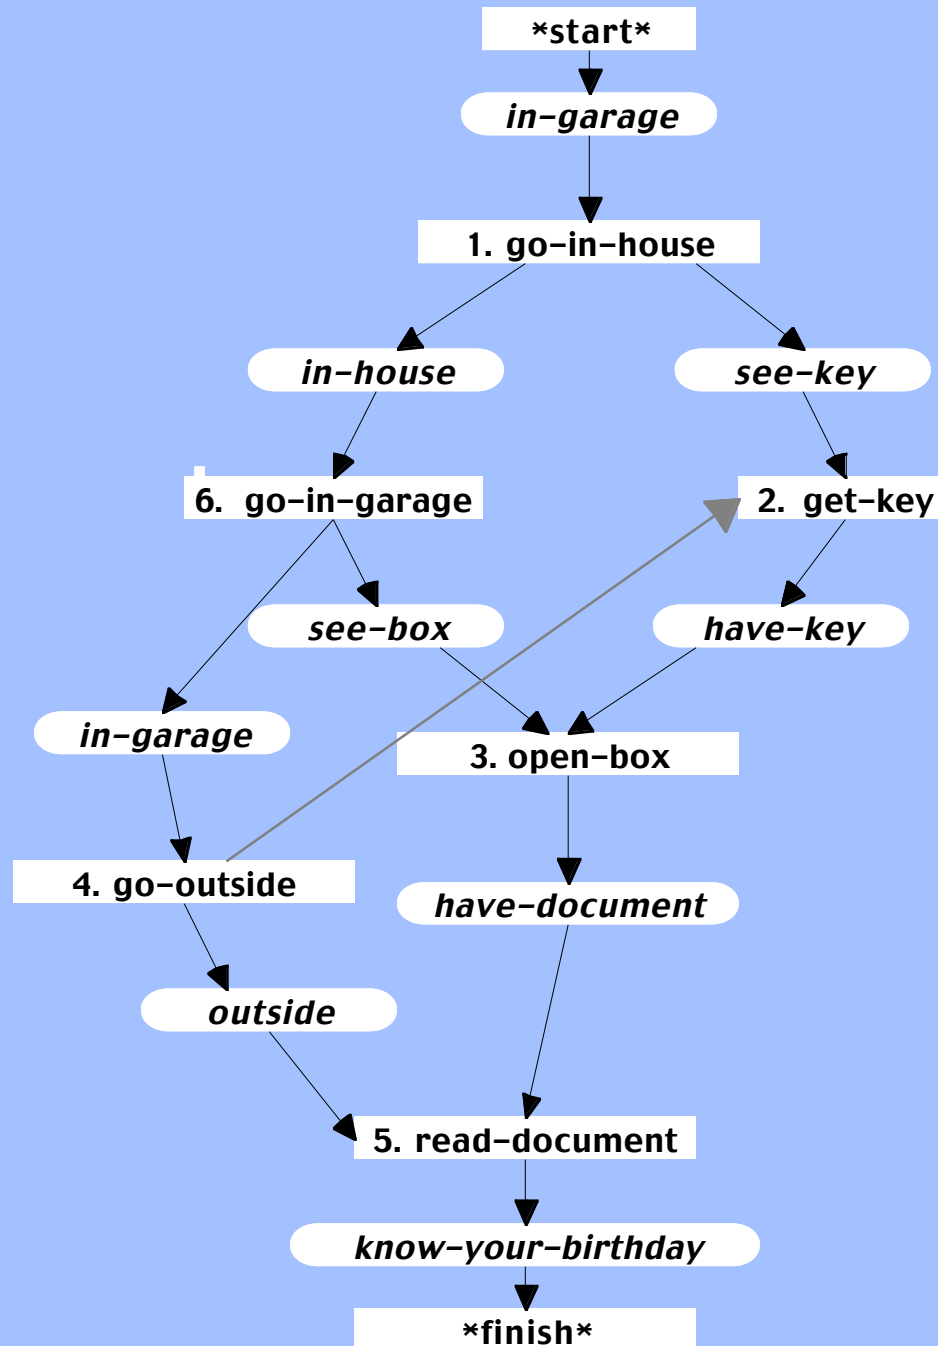 *start*
in-garage
1. go-in-house
in-house
see-key
6. go-in-garage
2. get-key
see-box
have-key
in-garage
3. open-box
4. go-outside
have-document
outside
5. read-document
know-your-birthday
*finish*